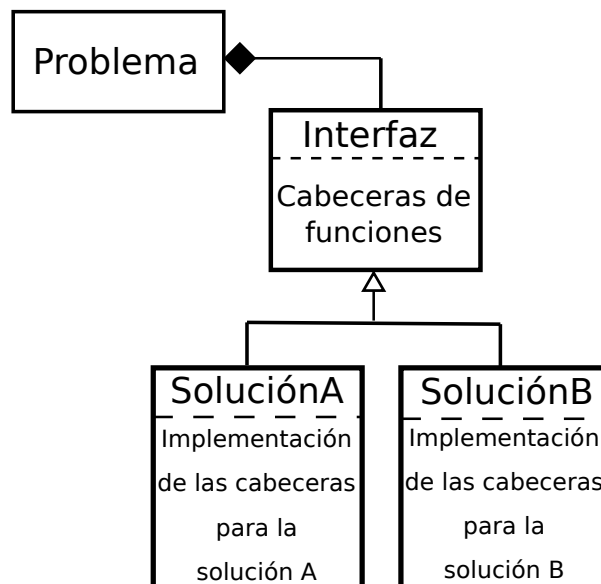 Problema
Interfaz
Cabeceras de
funciones
SoluciónA
Implementación
de las cabeceras
para la
solución A
SoluciónB
Implementación
de las cabeceras
para la
solución B